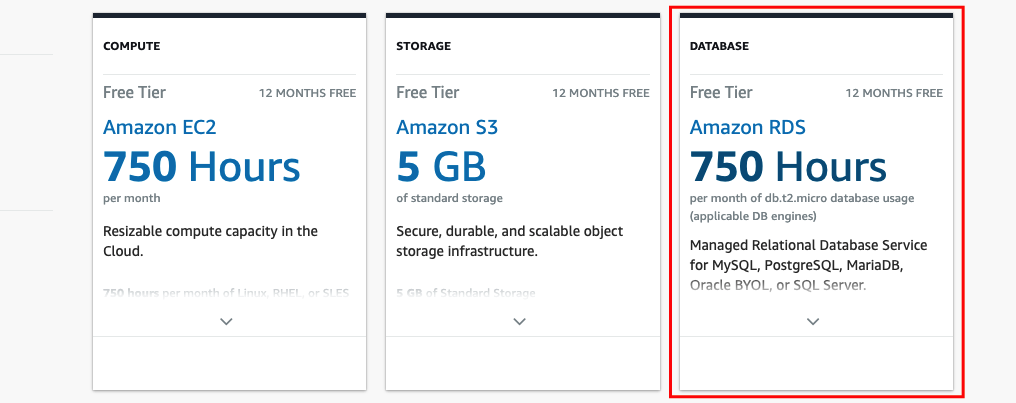 COMPUTE
Free Tier
12 MONTHS FREE
Amazon EC2
750 Hours
per month
Resizable compute capacity in the
Cloud.
750 hours per month of Linux, RHEL, or SLES
STORAGE
Free Tier
12 MONTHS FREE
Amazon S3
5 GB
of standard storage
Secure, durable, and scalable object
storage infrastructure.
5 GB of Standard Storage
DATABASE
Free Tier
12 MONTHS FREE
Amazon RDS
750 Hours
per month of db.t2.micro database usage
(applicable DB engines)
Managed Relational Database Service
for MySQL, PostgreSQL, MariaDB,
Oracle BYOL, or SQL Server.